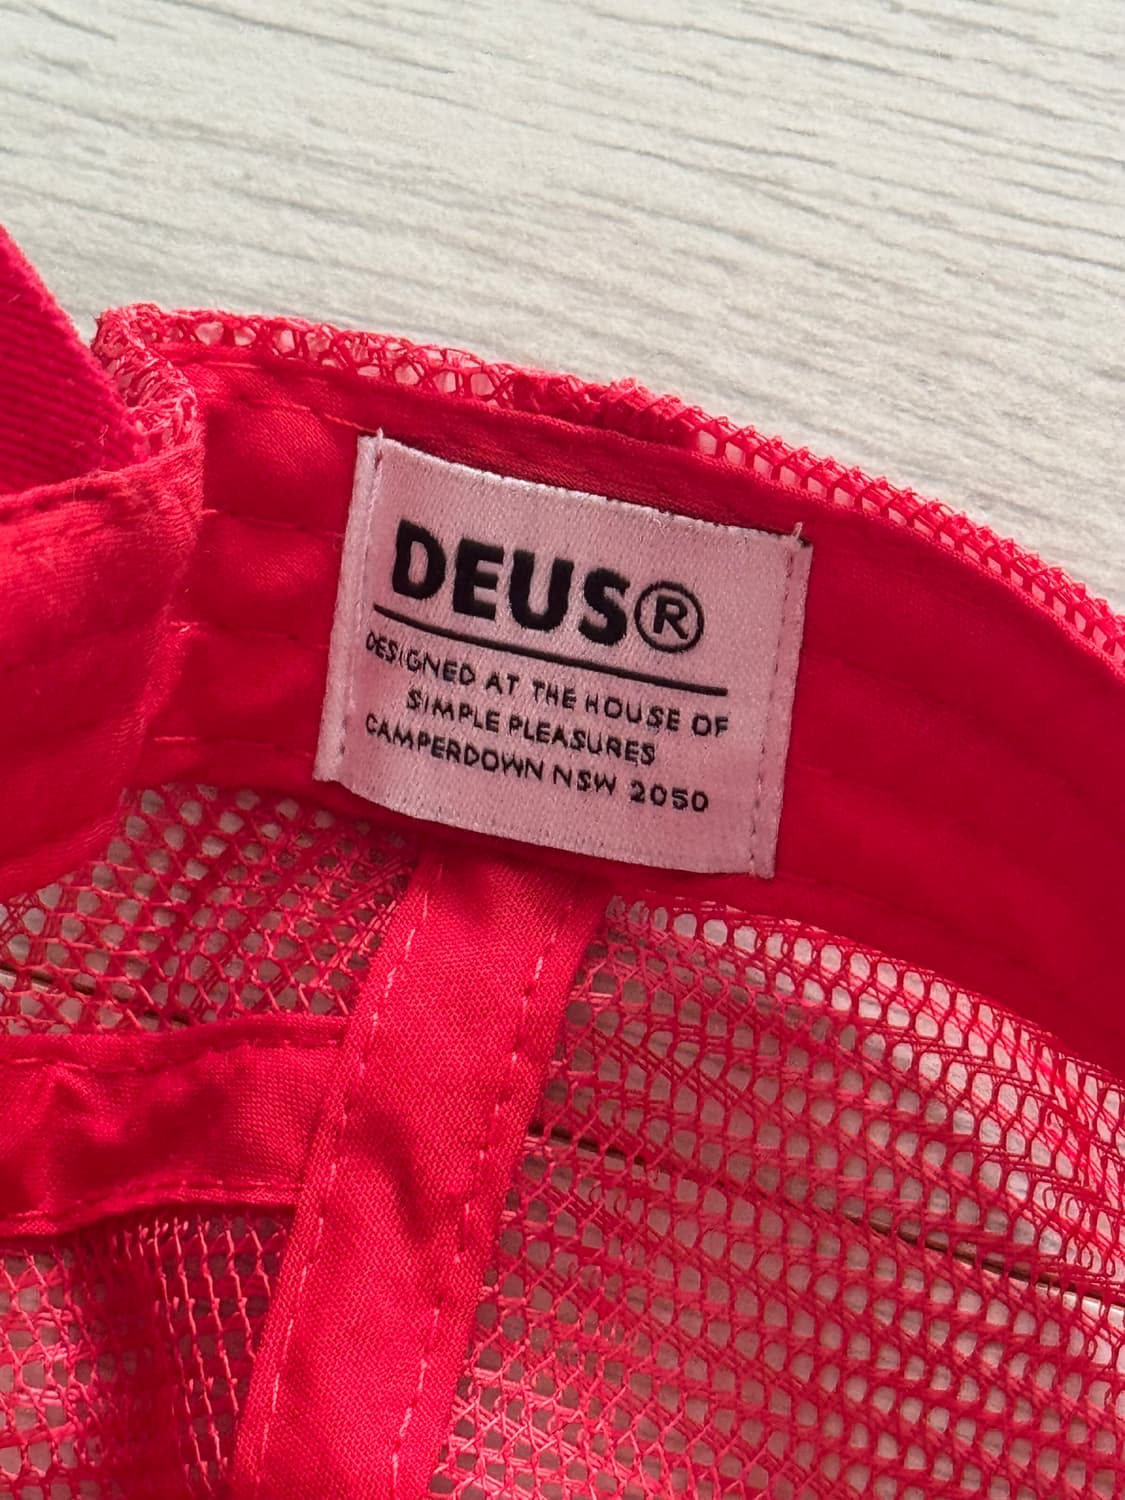 DEUS®
DESIGNED AT THE HOUSE OF
SIMPLE PLEASURES
CAMPERDOWN NSW 2050